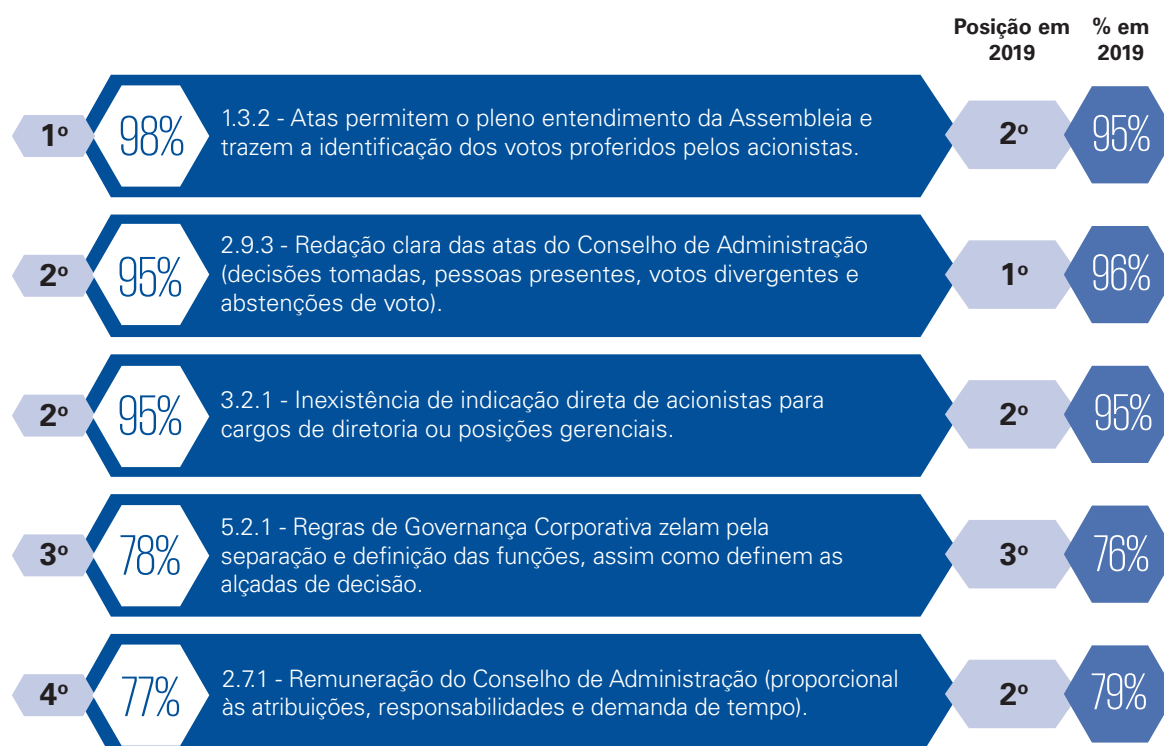 Posição em % em
2019 2019
1º 98% 1.3.2 - Atas permitem o pleno entendimento da Assembleia e
trazem a identificação dos votos proferidos pelos acionistas. 2º 95%
2º 95% 2.9.3 - Redação clara das atas do Conselho de Administração
(decisões tomadas, pessoas presentes, votos divergentes e
abstenções de voto). 1º 96%
2º 95% 3.2.1 - Inexistência de indicação direta de acionistas para
cargos de diretoria ou posições gerenciais. 2º 95%
3º 78% 5.2.1 - Regras de Governança Corporativa zelam pela
separação e definição das funções, assim como definem as
alçadas de decisão. 3º 76%
4º 77% 2.7.1 - Remuneração do Conselho de Administração (proporcional
às atribuições, responsabilidades e demanda de tempo). 2º 79%